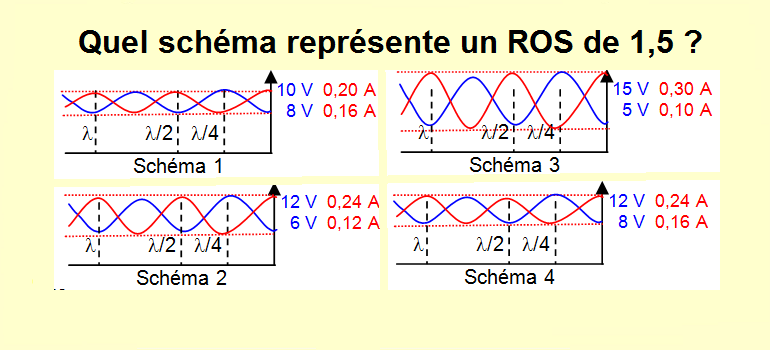 Quel schéma représente un ROS de 1,5 ?
10 V 0,20 A
8 V 0,16 A
λ λ/2 λ/4
Schéma 1
15 V 0,30 A
5 V 0,10 A
λ λ/2 λ/4
Schéma 3
12 V 0,24 A
6 V 0,12 A
λ λ/2 λ/4
Schéma 2
12 V 0,24 A
8 V 0,16 A
λ λ/2 λ/4
Schéma 4